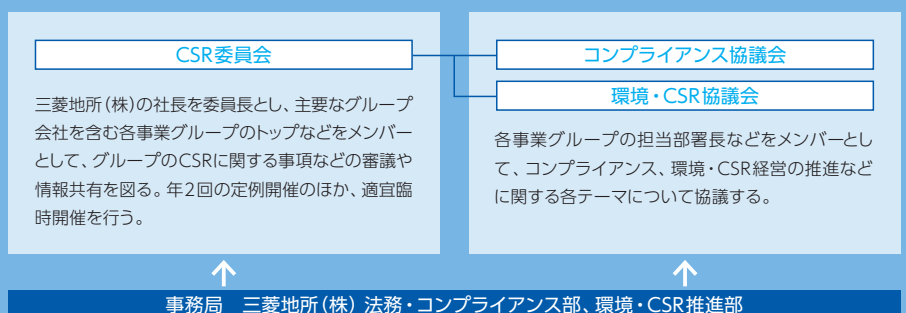 CSR委員会
三菱地所(株)の社長を委員長とし、主要なグループ
会社を含む各事業グループのトップなどをメンバー
として、グループのCSRに関する事項などの審議や
情報共有を図る。年2回の定例開催のほか、適宜臨
時開催を行う。
コンプライアンス協議会
環境・CSR協議会
各事業グループの担当部署長などをメンバーとし
て、コンプライアンス、環境・CSR経営の推進など
に関する各テーマについて協議する。
事務局　三菱地所(株) 法務・コンプライアンス部、環境・CSR推進部